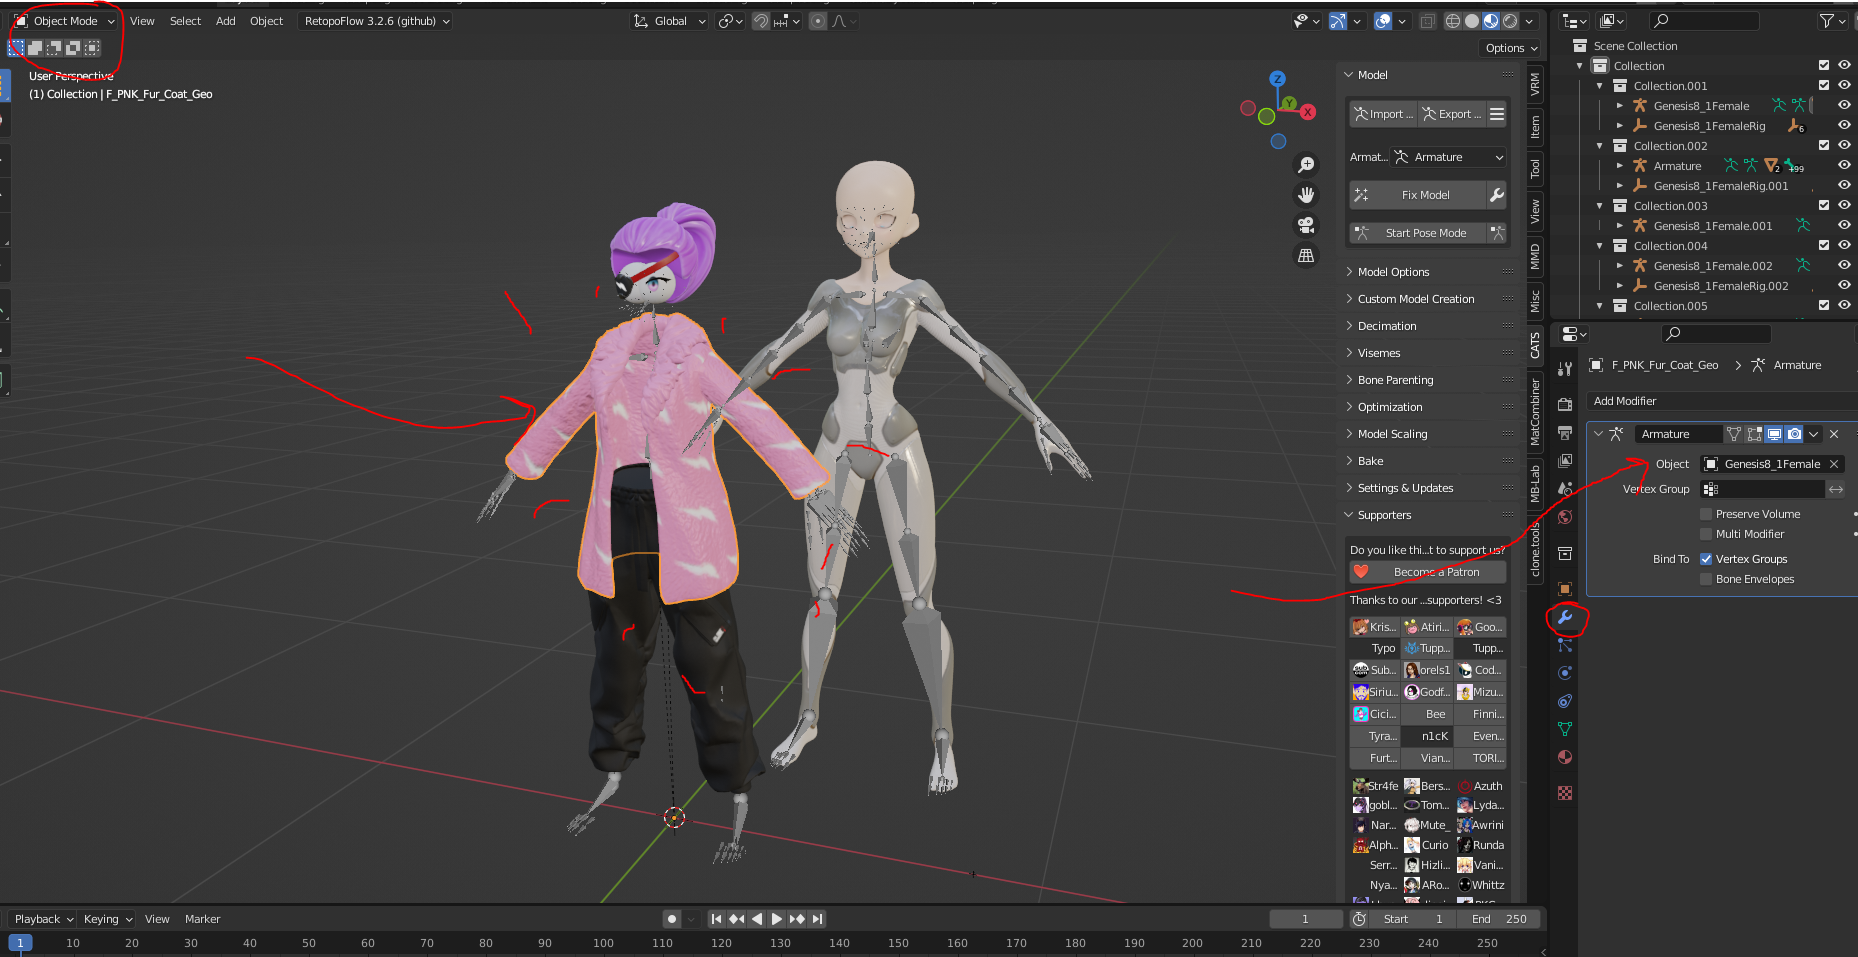 Object Mode View Select Add Object RetopoFlow 3.2.6 (github) Global
Options
User Perspective
(1) Collection | F_PNK_Fur_Coat_Geo
Z
Y
X
Model
Import ... Export ...
Armat... Armature
Fix Model
Start Pose Mode
Model Options
Custom Model Creation
Decimation
Visemes
Bone Parenting
Optimization
Model Scaling
Bake
Settings & Updates
Supporters
Do you like thi...t to support us?
Become a Patron
Thanks to our ...supporters! <3
Kris... Atiri... Goo...
Typo Tupp... Tupp...
Sub... orels1 Cod...
Siriu... Godf... Mizu...
Cici... Bee Finni...
Tyra... n1cK Even...
Furt... Vian... TORI...
Str4fe Bers... Azuth
gobl... Tom... Lyda...
Nar... Mute_ Awrini
Alph... Curio Runda
Serr... Hizli... Vani...
Nya... ARo... Whittz
VRM
Item
Tool
View
MMD
Misc
CATS
MatCombiner
MB-Lab
clone.tools
Scene Collection
Collection
Collection.001
Genesis8_1Female
Genesis8_1FemaleRig 6
Collection.002
Armature 2 +99
Genesis8_1FemaleRig.001
Collection.003
Genesis8_1Female.001
Collection.004
Genesis8_1Female.002
Genesis8_1FemaleRig.002
Collection.005
F_PNK_Fur_Coat_Geo > Armature
Add Modifier
Armature
Object Genesis8_1Female
Vertex Group
Preserve Volume
Multi Modifier
Bind To Vertex Groups
Bone Envelopes
Playback Keying View Marker 1 Start 1 End 250
1 10 20 30 40 50 60 70 80 90 100 110 120 130 140 150 160 170 180 190 200 210 220 230 240 250